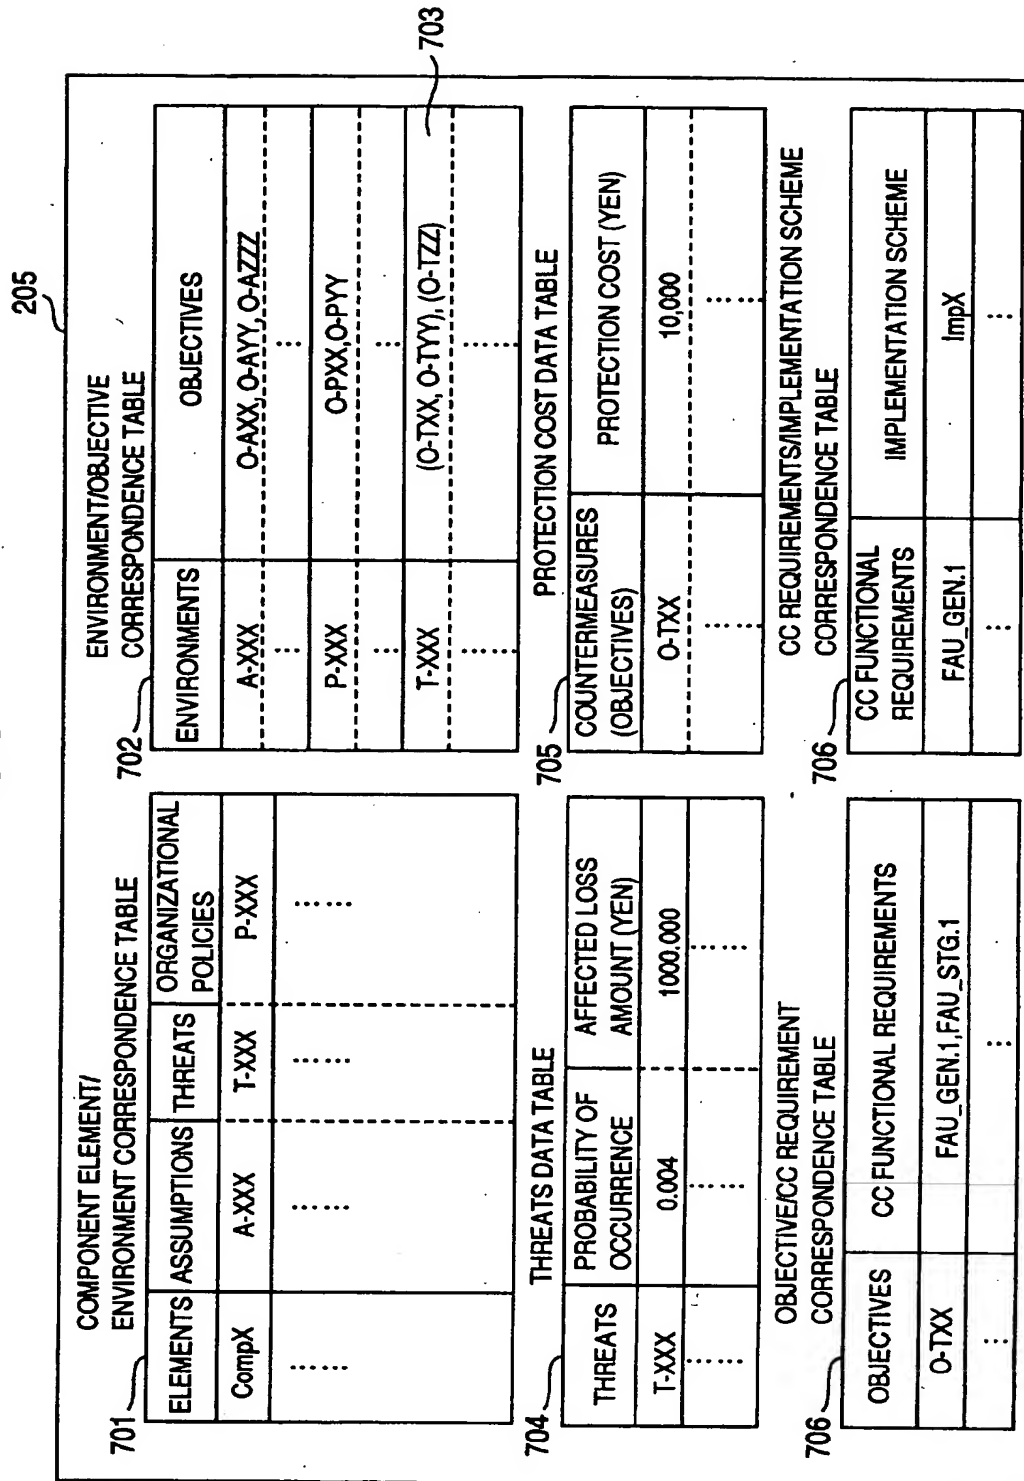 205
COMPONENT ELEMENT/
ENVIRONMENT CORRESPONDENCE TABLE
701
ELEMENTS ASSUMPTIONS THREATS ORGANIZATIONAL POLICIES
CompX A-XXX T-XXX P-XXX
...... ...... ...... ......
ENVIRONMENT/OBJECTIVE
CORRESPONDENCE TABLE
702
ENVIRONMENTS OBJECTIVES
A-XXX O-AXX, O-AYY, O-AZZZ
... ...
P-XXX O-PXX,O-PYY
... ...
T-XXX (O-TXX, O-TYY), (O-TZZ)
...... ......
703
THREATS DATA TABLE
704
THREATS PROBABILITY OF OCCURRENCE AFFECTED LOSS AMOUNT (YEN)
T-XXX 0.004 1000.000
...... ...... ......
PROTECTION COST DATA TABLE
705
COUNTERMEASURES (OBJECTIVES) PROTECTION COST (YEN)
O-TXX 10,000
...... ......
OBJECTIVE/CC REQUIREMENT
CORRESPONDENCE TABLE
706
OBJECTIVES CC FUNCTIONAL REQUIREMENTS
O-TXX FAU_GEN.1,FAU_STG.1
... ...
CC REQUIREMENTS/IMPLEMENTATION SCHEME
CORRESPONDENCE TABLE
706
CC FUNCTIONAL REQUIREMENTS IMPLEMENTATION SCHEME
FAU_GEN.1 ImpX
... ...